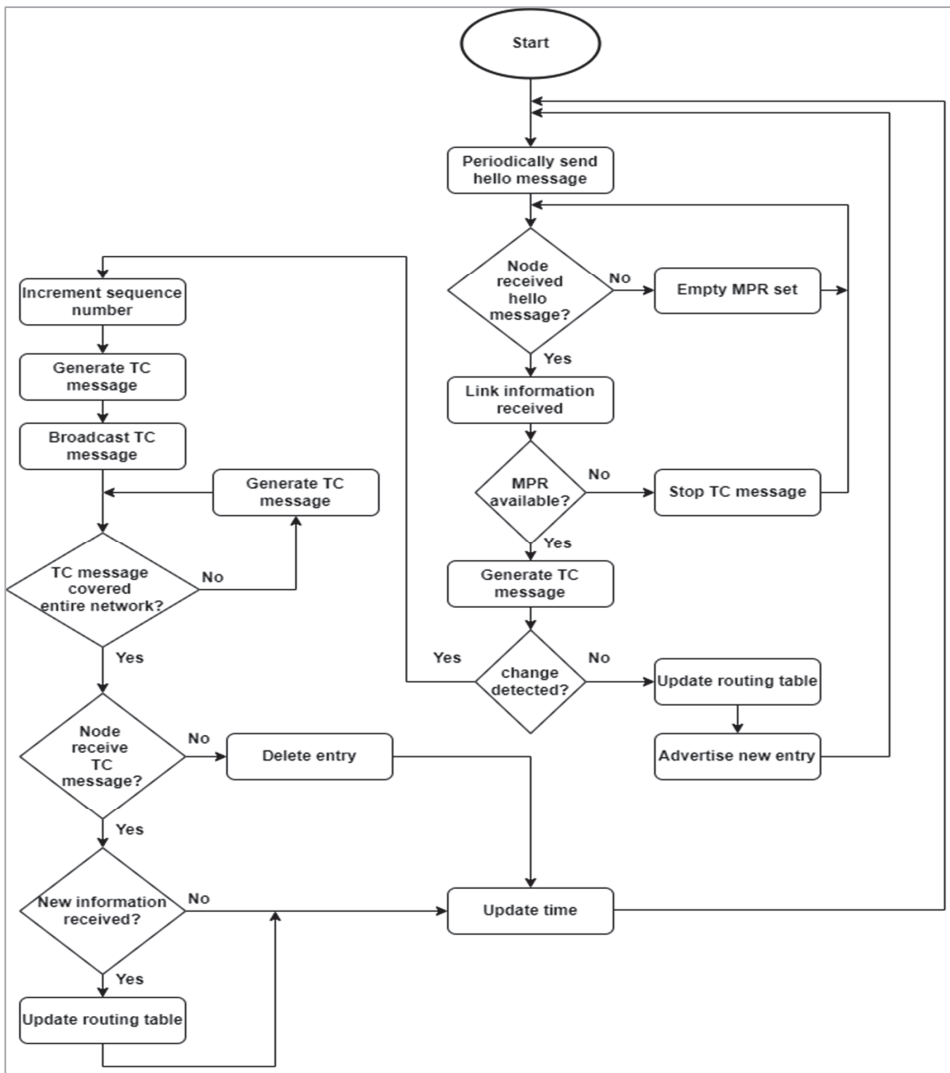 Start
Periodically send
hello message
Node
received
hello
message?
No
Empty MPR set
Yes
Link information
received
MPR
available?
No
Stop TC message
Yes
Generate TC
message
change
detected?
No
Update routing table
Advertise new entry
Yes
Increment sequence
number
Generate TC
message
Broadcast TC
message
Generate TC
message
TC message
covered
entire network?
No
Yes
Node
receive
TC
message?
No
Delete entry
Yes
New information
received?
No
Update time
Yes
Update routing table